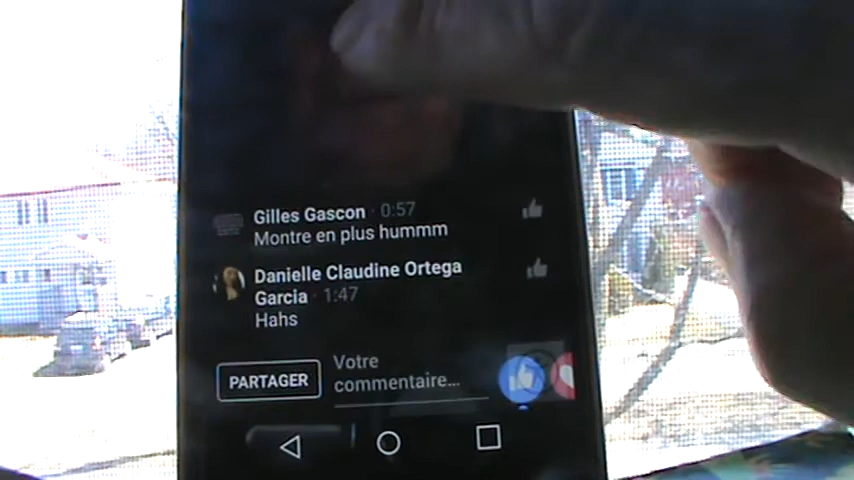 Gilles Gascon · 0:57
Montre en plus hummm
Danielle Claudine Ortega
Garcia · 1:47
Hahs
PARTAGER
Votre
commentaire...